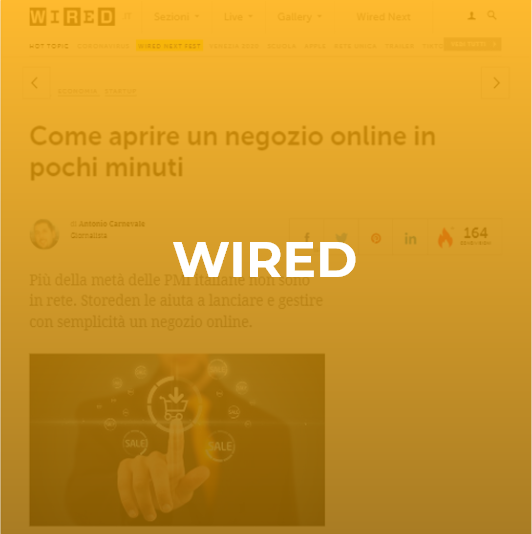 WIRED .it Sezioni Live Gallery Wired Next
HOT TOPIC WIRED NEXT FEST
ECONOMIA STARTUP
Come aprire un negozio online in
pochi minuti
di Antonio Carnevale
Giornalista
164
WIRED
Più della metà delle PMI italiane non sono
in rete. Storeden le aiuta a lanciare e gestire
con semplicità un negozio online.
SALE
SALE